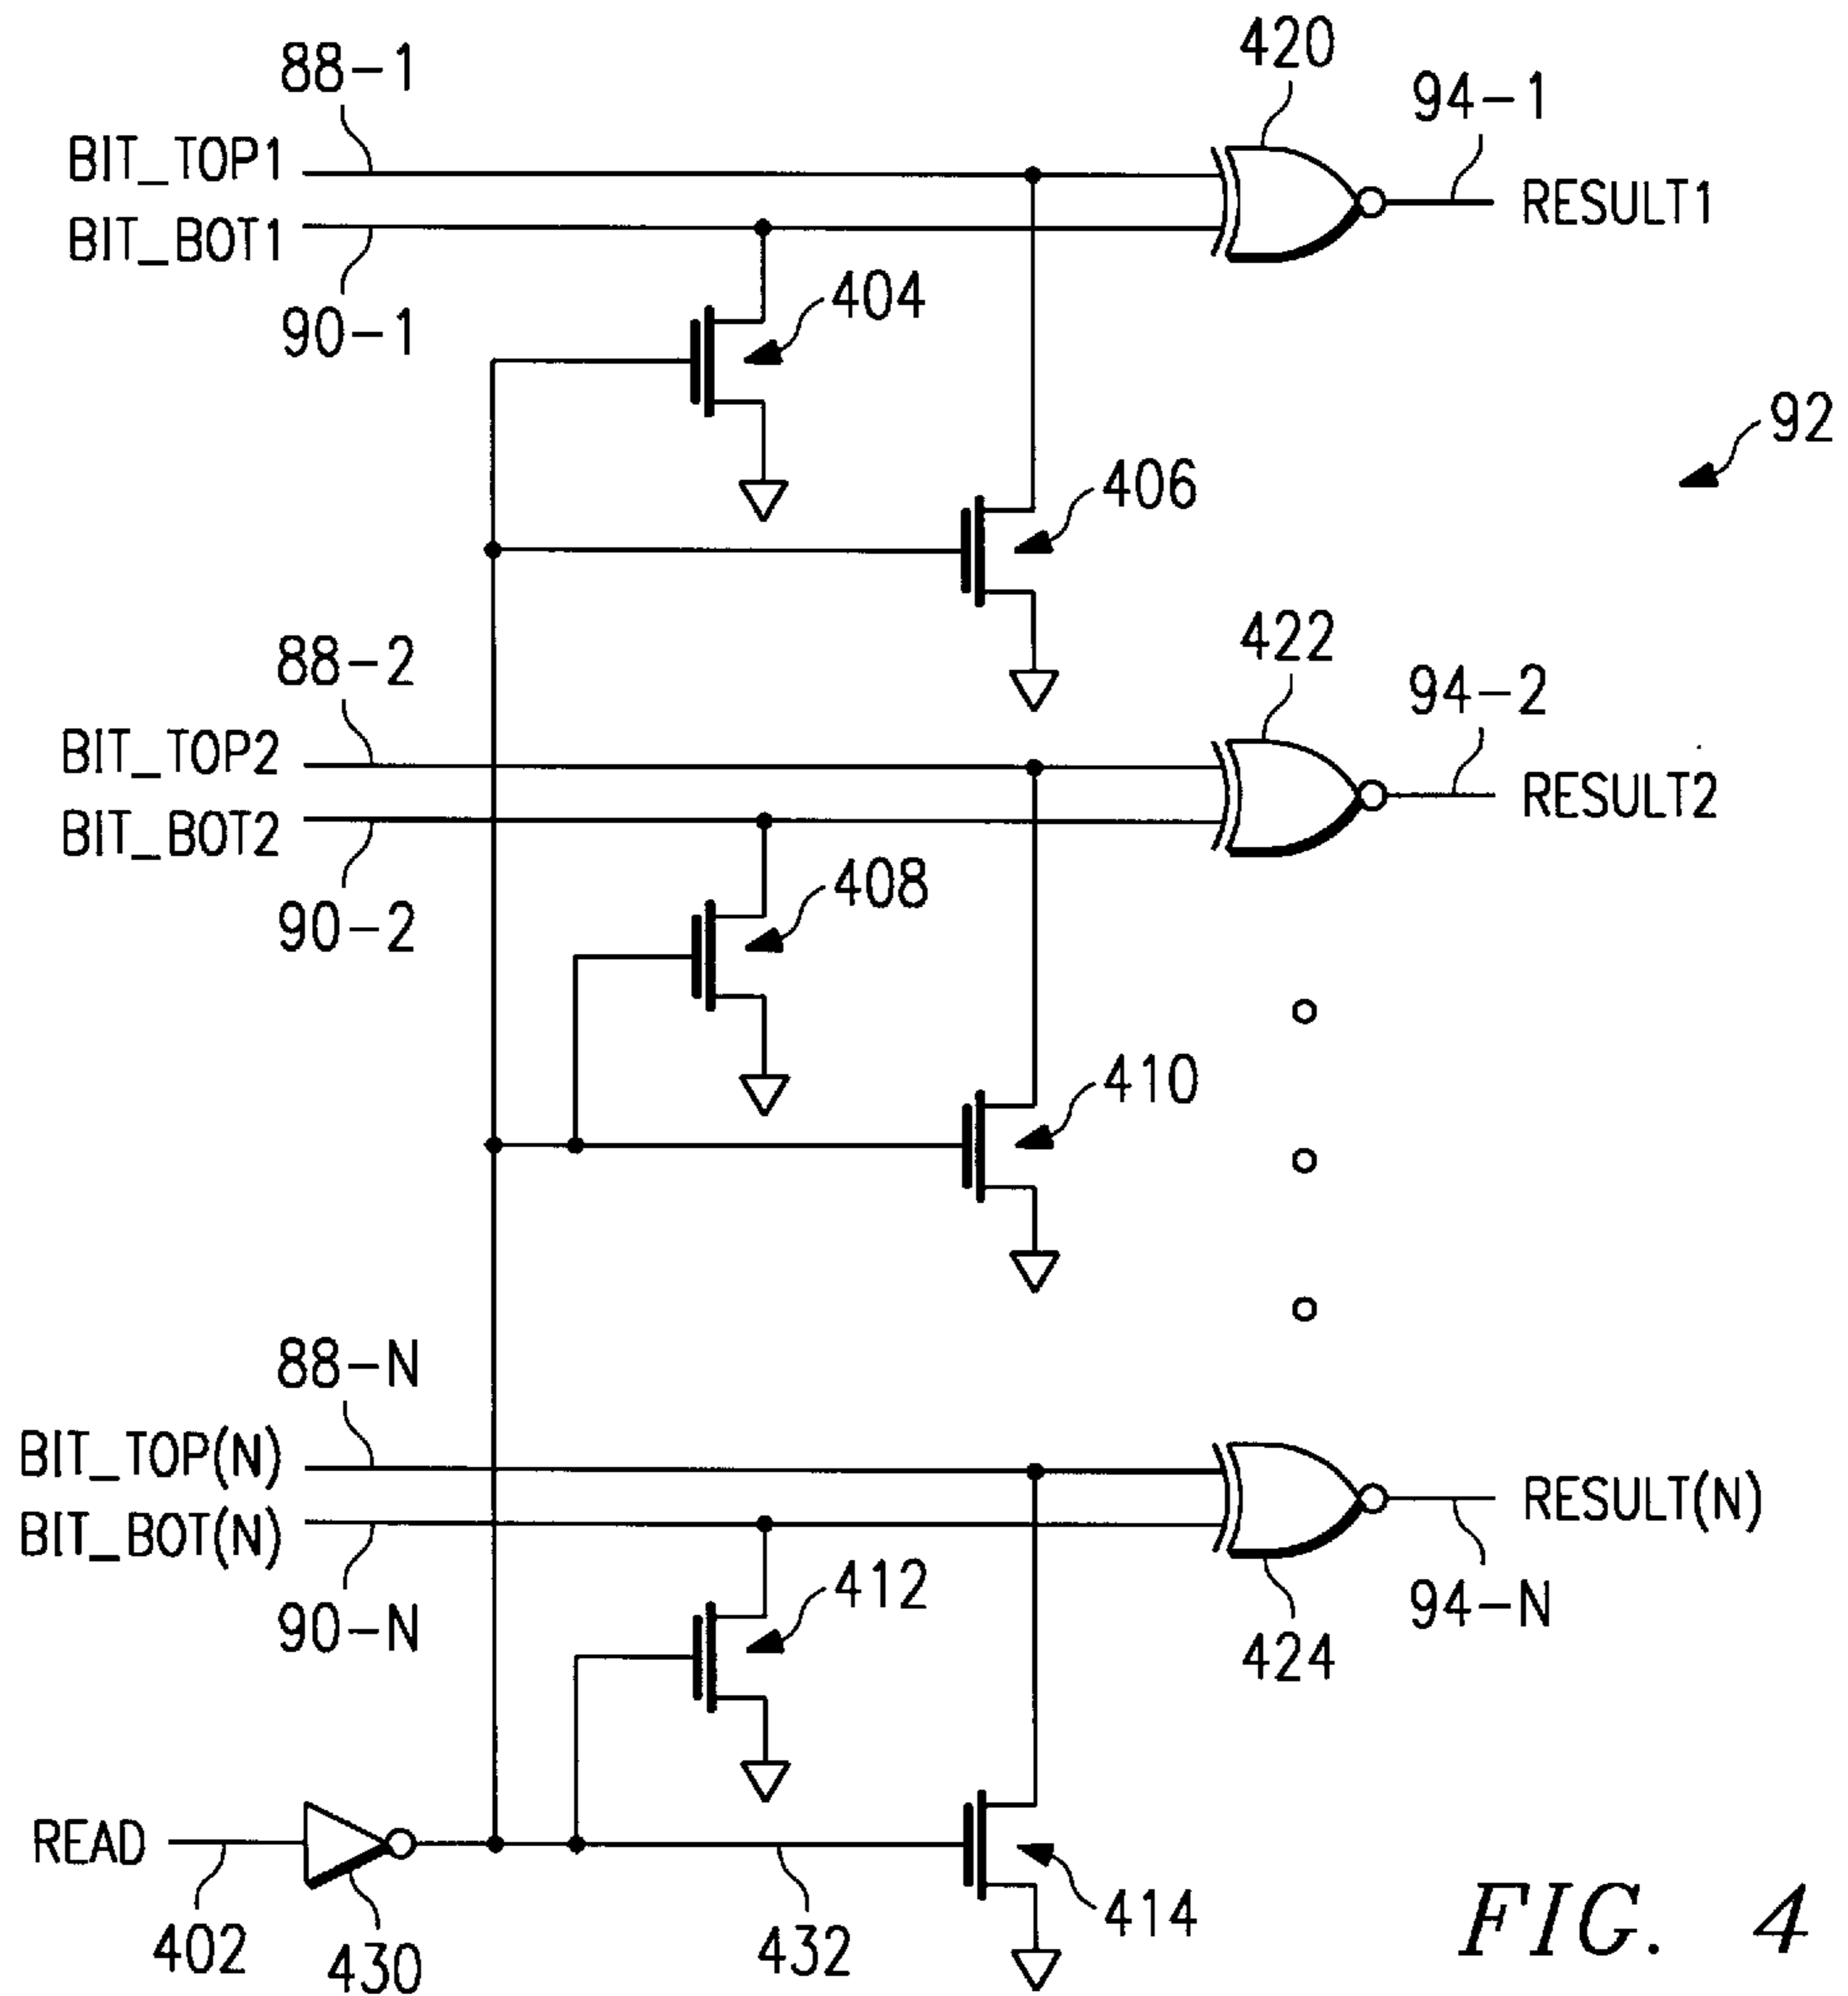 420
88-1
94-1
BIT_TOP1
RESULT1
BIT_BOT1
90-1
404
92
406
88-2
422
94-2
BIT_TOP2
RESULT2
BIT_BOT2
408
90-2
410
88-N
BIT_TOP(N)
RESULT(N)
BIT_BOT(N)
412
94-N
90-N
424
READ
414
402
430
432
FIG. 4